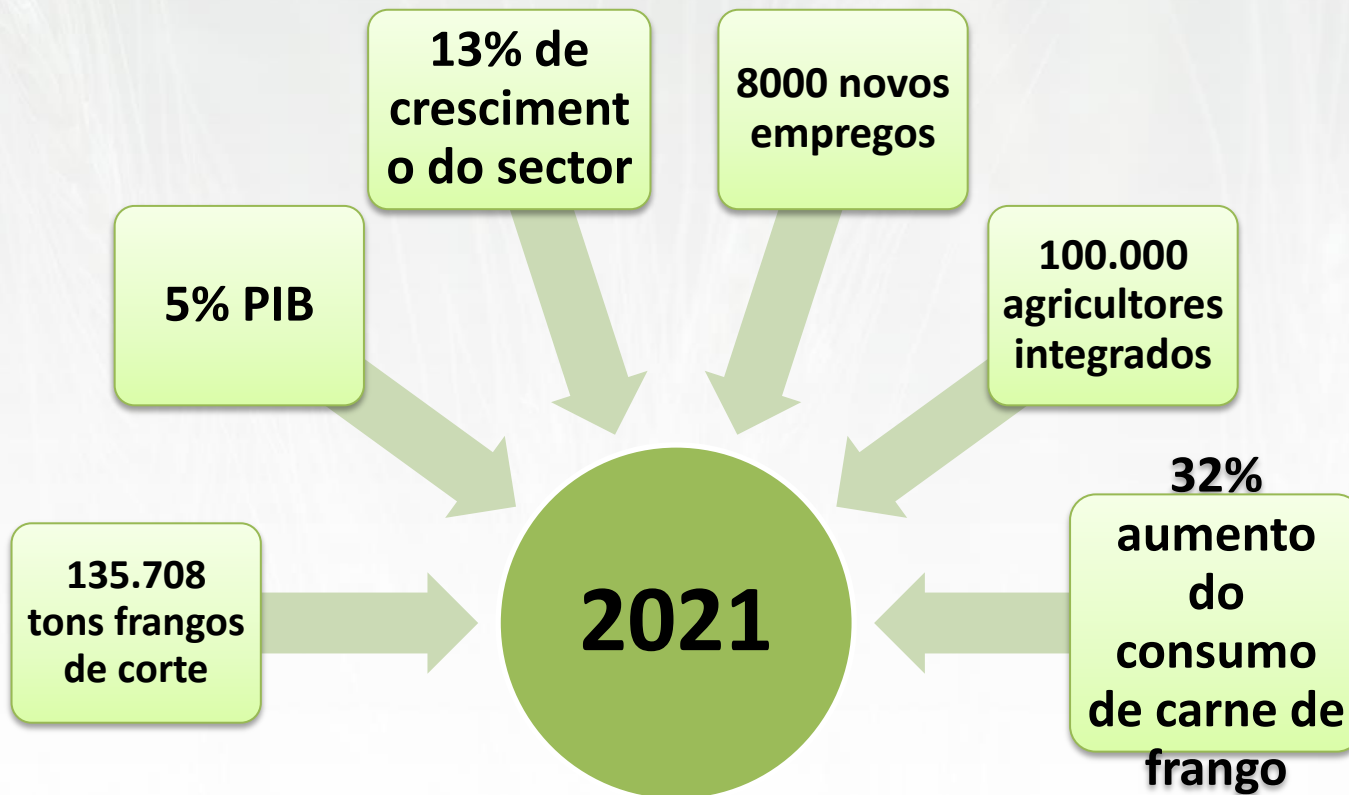 13% de
cresciment
o do sector
8000 novos
empregos
5% PIB
100.000
agricultores
integrados
135.708
tons frangos
de corte
2021
32%
aumento
do
consumo
de carne de
frango